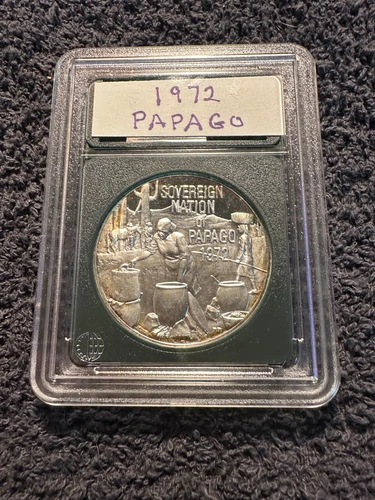 1972
PAPAGO
SOVEREIGN
NATION
of
PAPAGO
1972